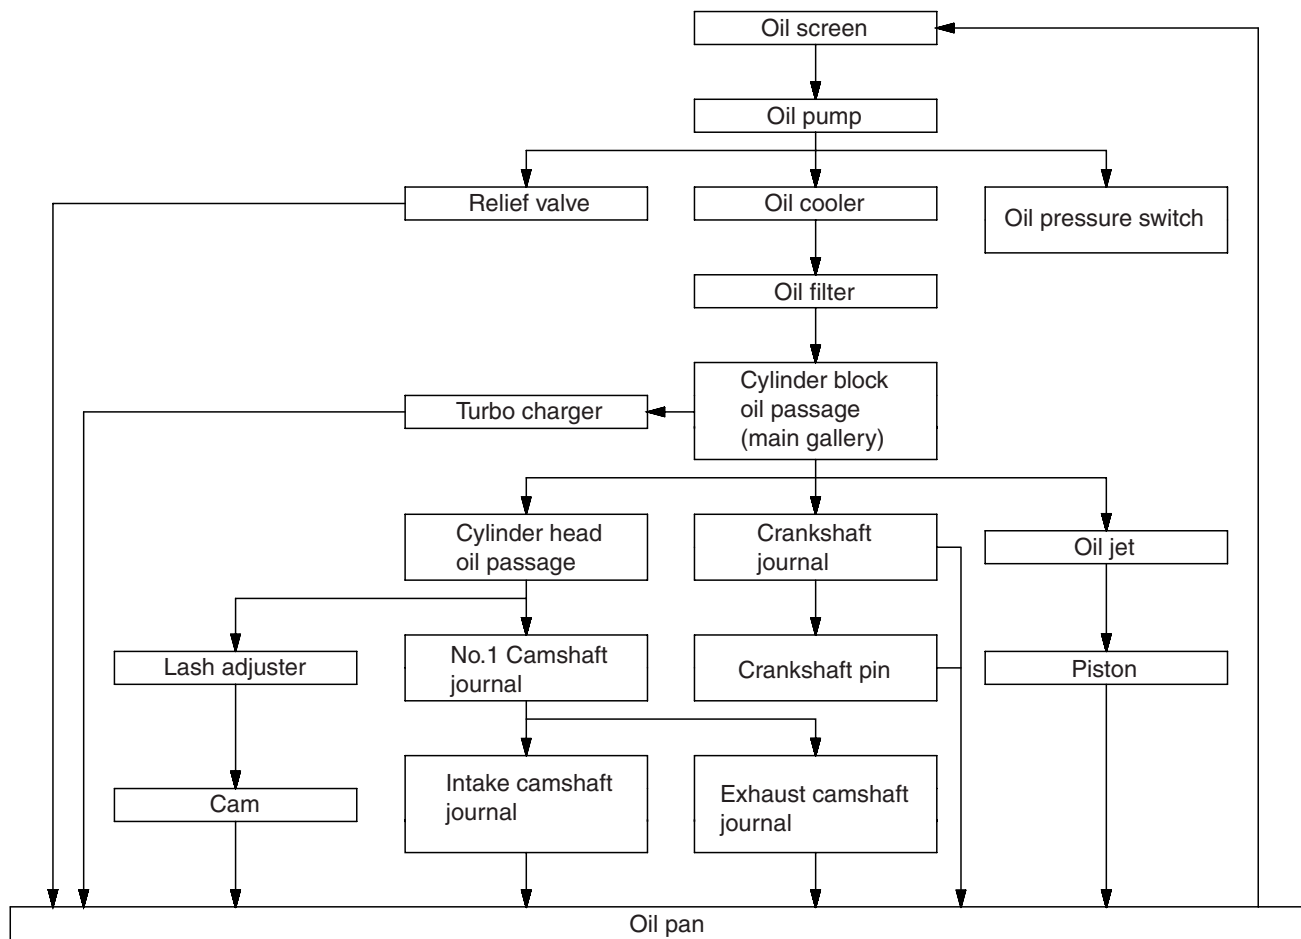 Oil screen
Oil pump
Relief valve
Oil cooler
Oil pressure switch
Oil filter
Cylinder block
oil passage
(main gallery)
Turbo charger
Cylinder head
oil passage
Crankshaft
journal
Oil jet
Lash adjuster
No.1 Camshaft
journal
Crankshaft pin
Piston
Cam
Intake camshaft
journal
Exhaust camshaft
journal
Oil pan